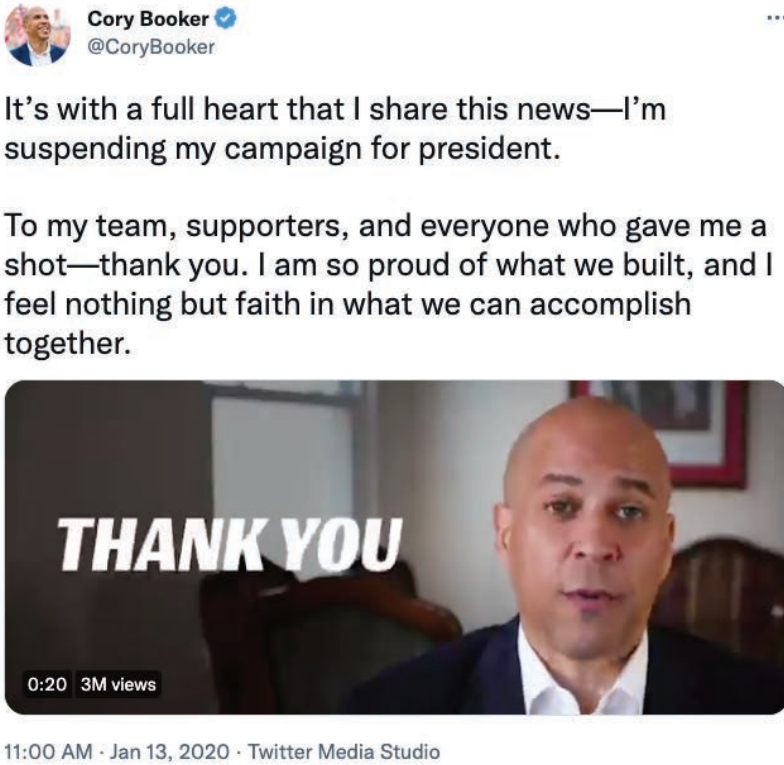 Cory Booker
@CoryBooker
It’s with a full heart that I share this news—I’m
suspending my campaign for president.
To my team, supporters, and everyone who gave me a
shot—thank you. I am so proud of what we built, and I
feel nothing but faith in what we can accomplish
together.
THANK YOU
0:20 3M views
11:00 AM · Jan 13, 2020 · Twitter Media Studio